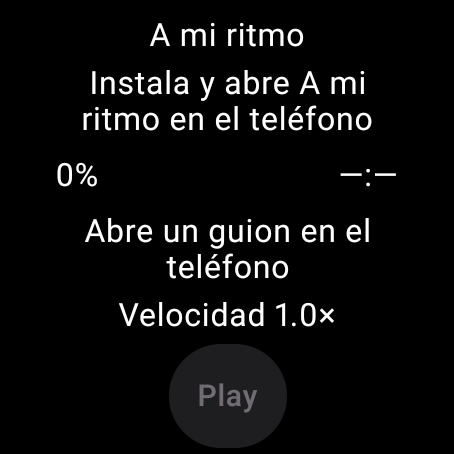 A mi ritmo
Instala y abre A mi
ritmo en el teléfono
0% —:—
Abre un guion en el
teléfono
Velocidad 1.0×
Play